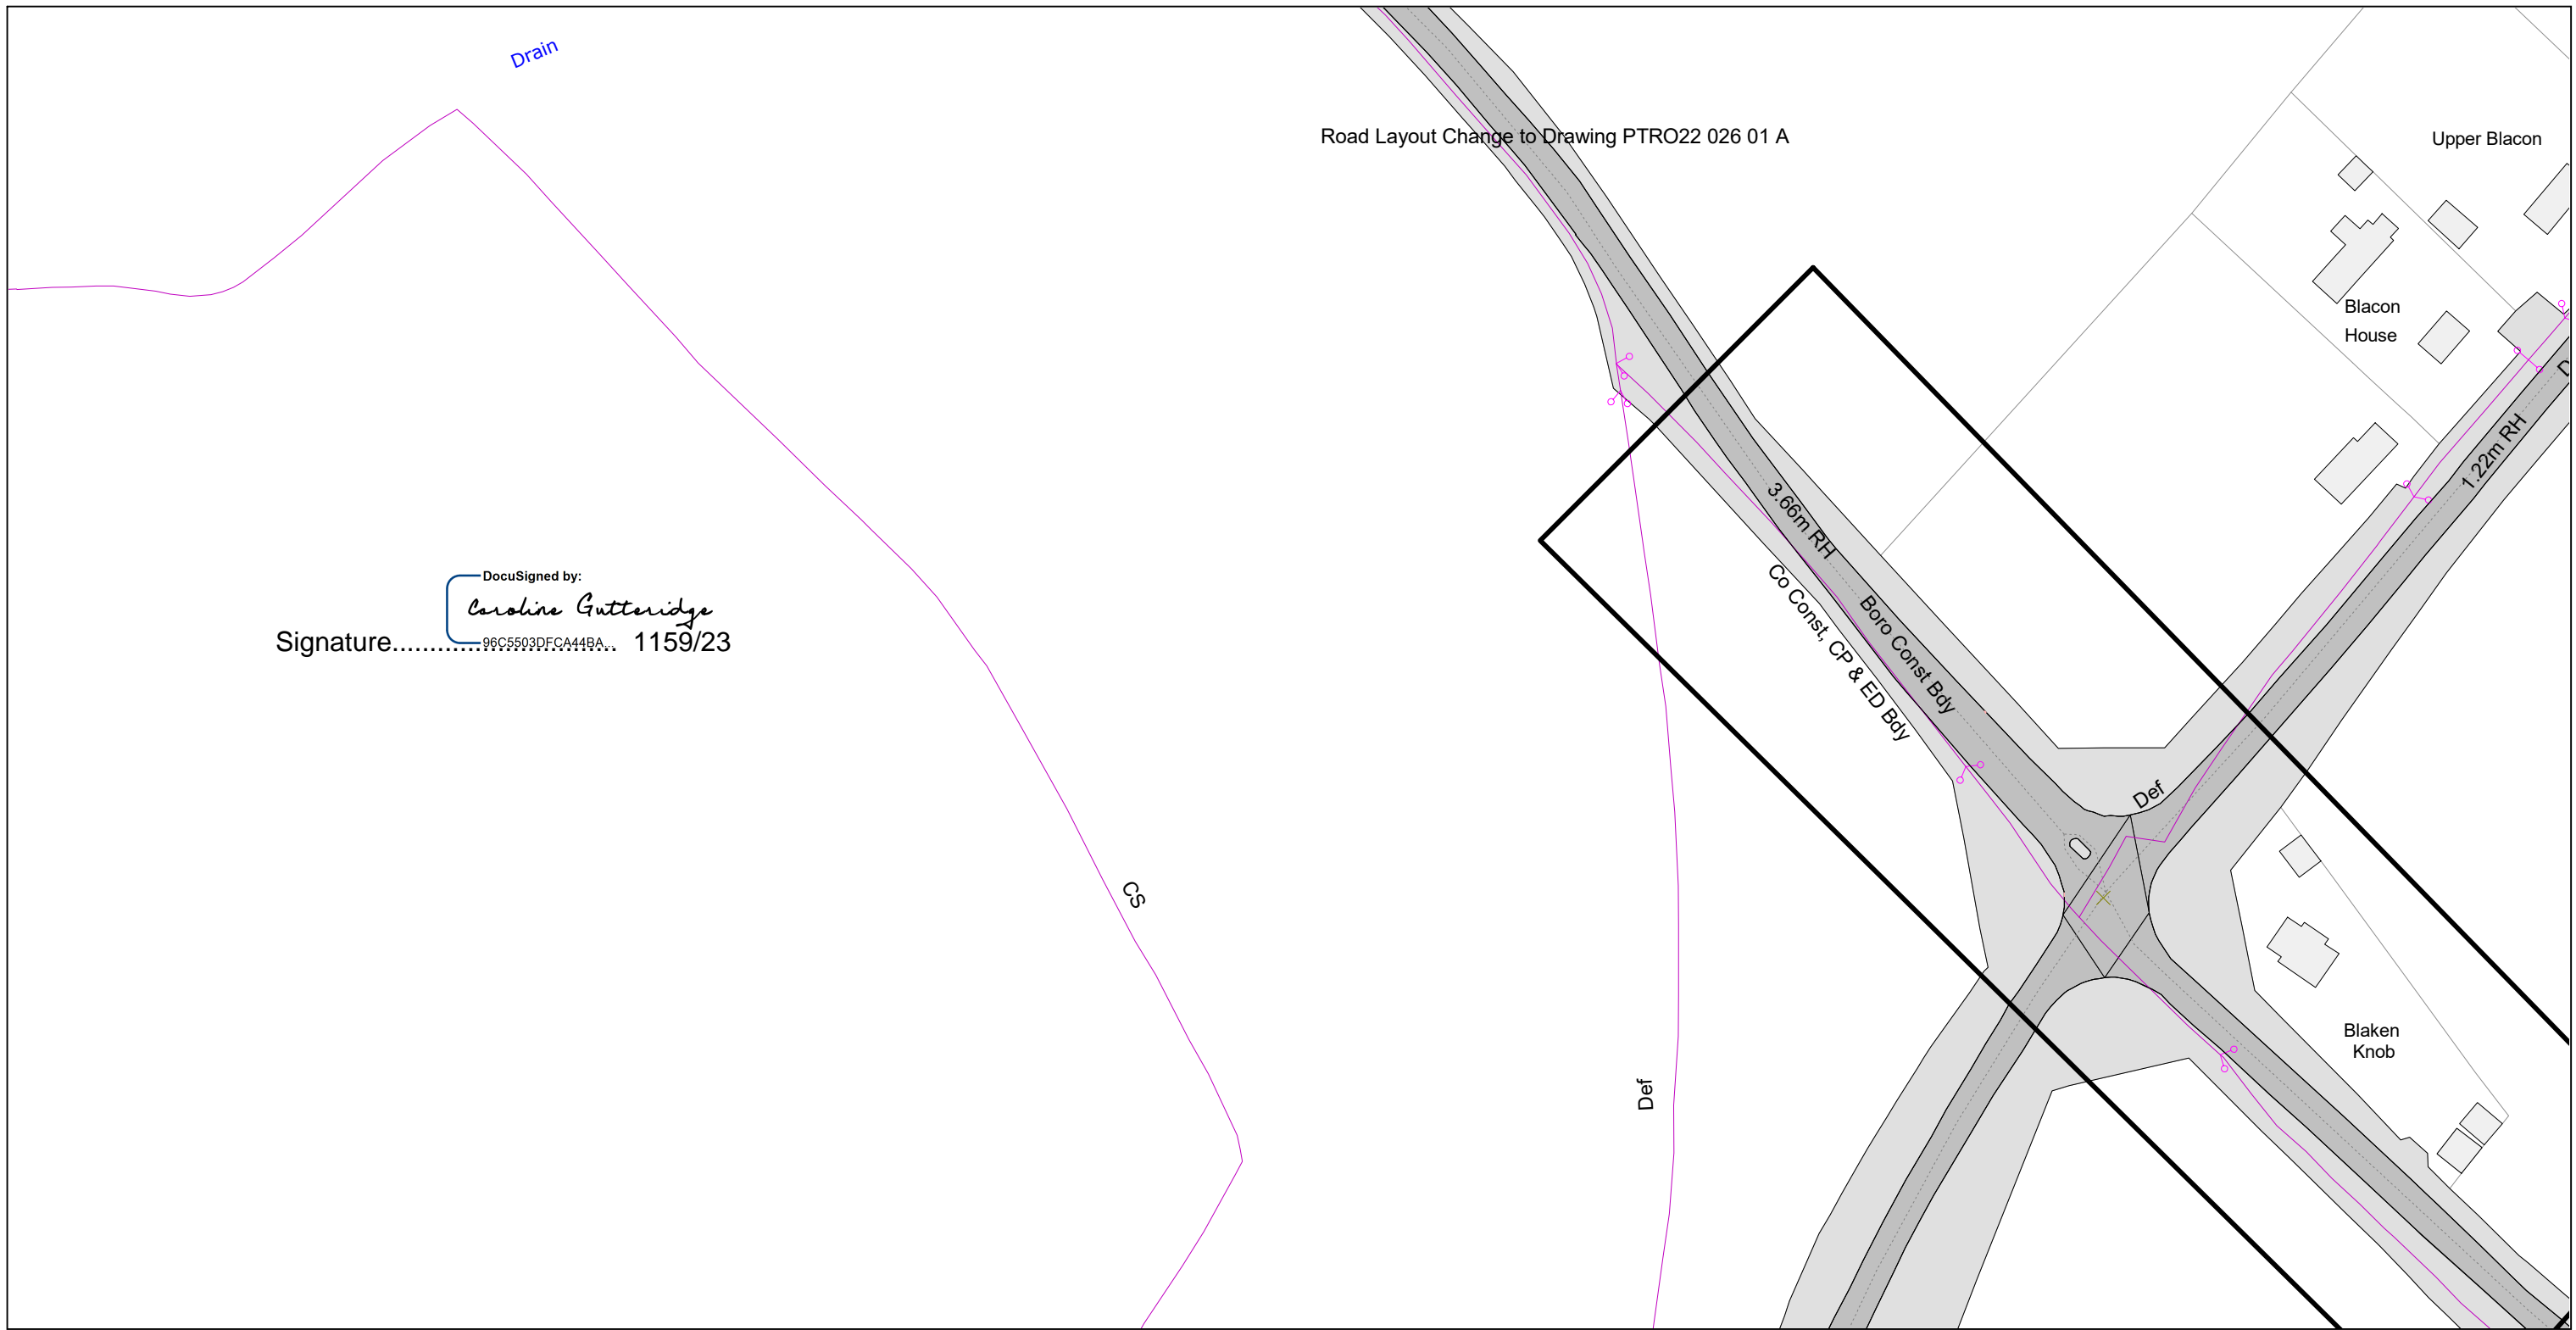 Drain
Road Layout Change to Drawing PTRO22 026 01 A
Upper Blacon
Blacon
House
1.22m RH
3.66m RH
Boro Const Bdy
Co Const, CP & ED Bdy
DocuSigned by:
Caroline Gutteridge
96C5503DFCA44BA...
Signature.............................. 1159/23
Def
CS
Blaken
Knob
Def